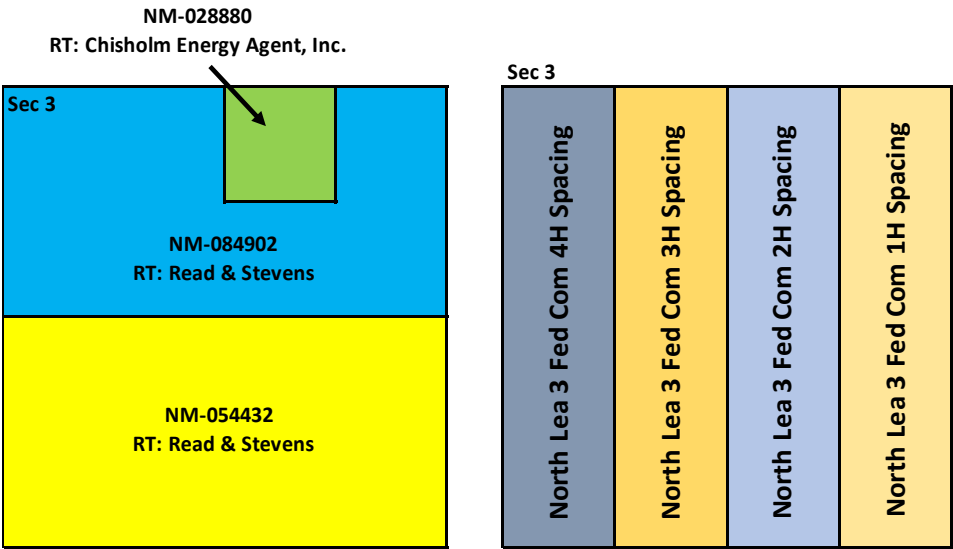 NM-028880
RT: Chisholm Energy Agent, Inc.
Sec 3
NM-084902
RT: Read & Stevens
NM-054432
RT: Read & Stevens
Sec 3
North Lea 3 Fed Com 4H Spacing
North Lea 3 Fed Com 3H Spacing
North Lea 3 Fed Com 2H Spacing
North Lea 3 Fed Com 1H Spacing